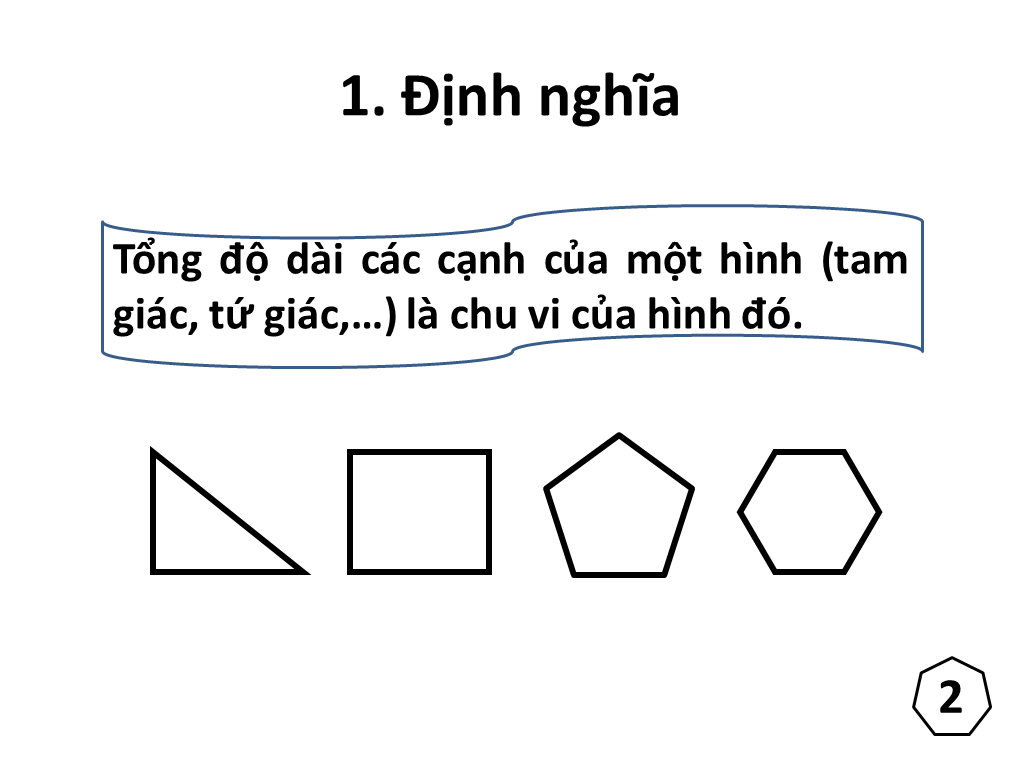 1. Định nghĩa
Tổng độ dài các cạnh của một hình (tam
giác, tứ giác,...) là chu vi của hình đó.
2